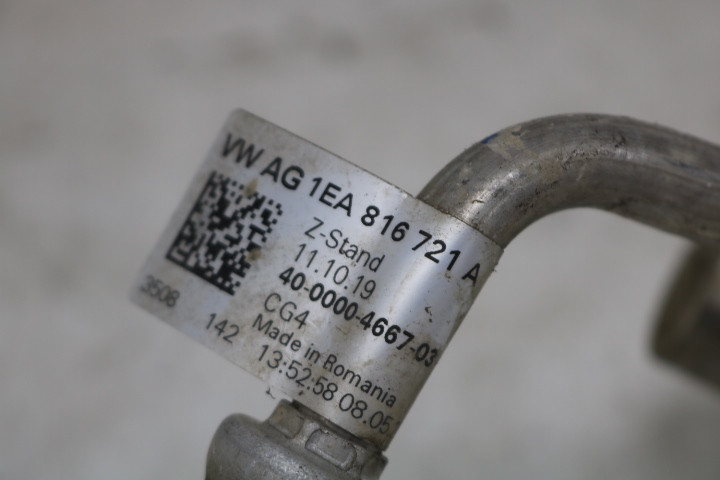 VW AG 1EA 816 721 A
Z-Stand
11.10.19
40-0000-4667-03
CG4
3508 142 Made in Romania
13:52:58 08.05